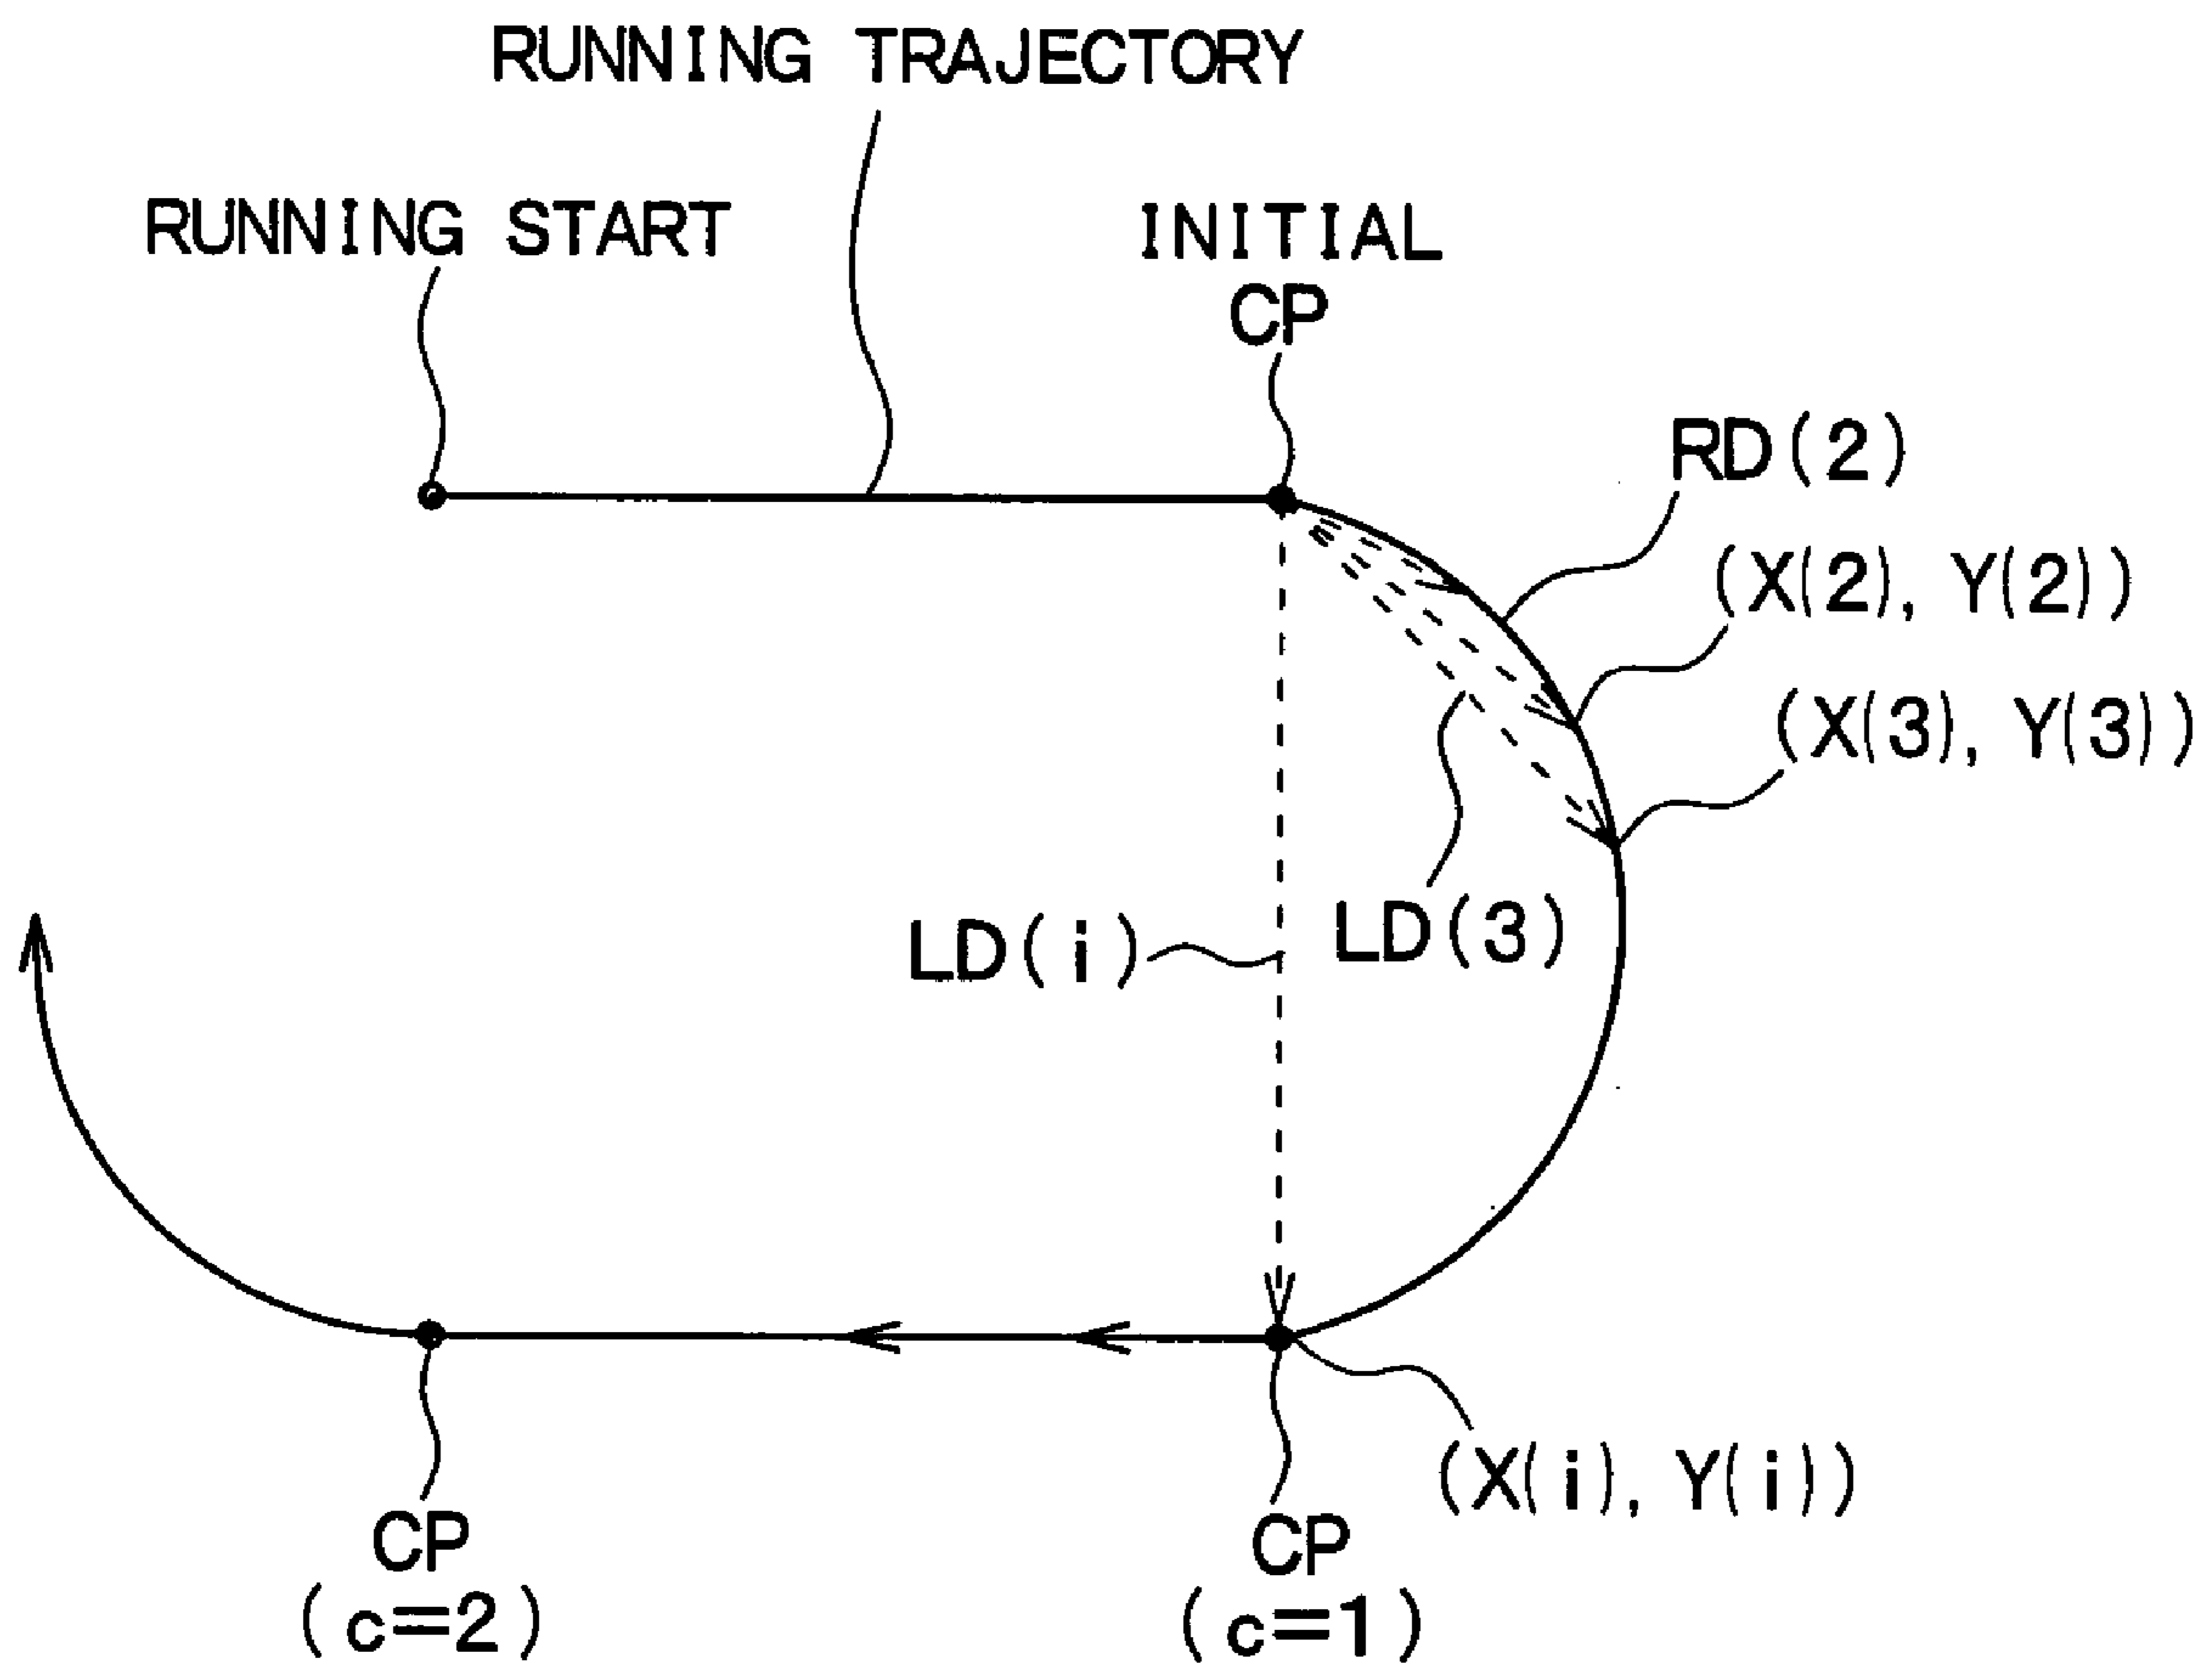 RUNNING TRAJECTORY
RUNNING START
INITIAL
CP
RD(2)
(X(2), Y(2))
(X(3), Y(3))
LD(i)
LD(3)
(X(i), Y(i))
CP
(c=2)
CP
(c=1)